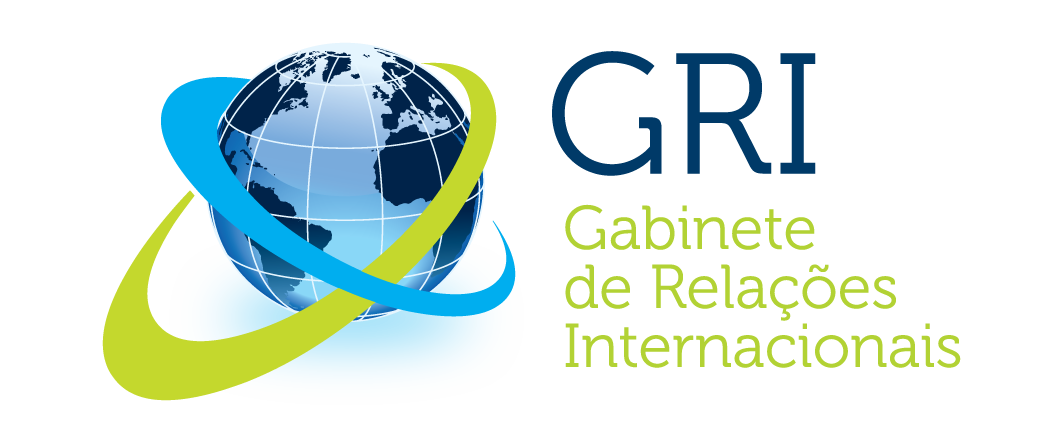 GRI
Gabinete
de Relações
Internacionais